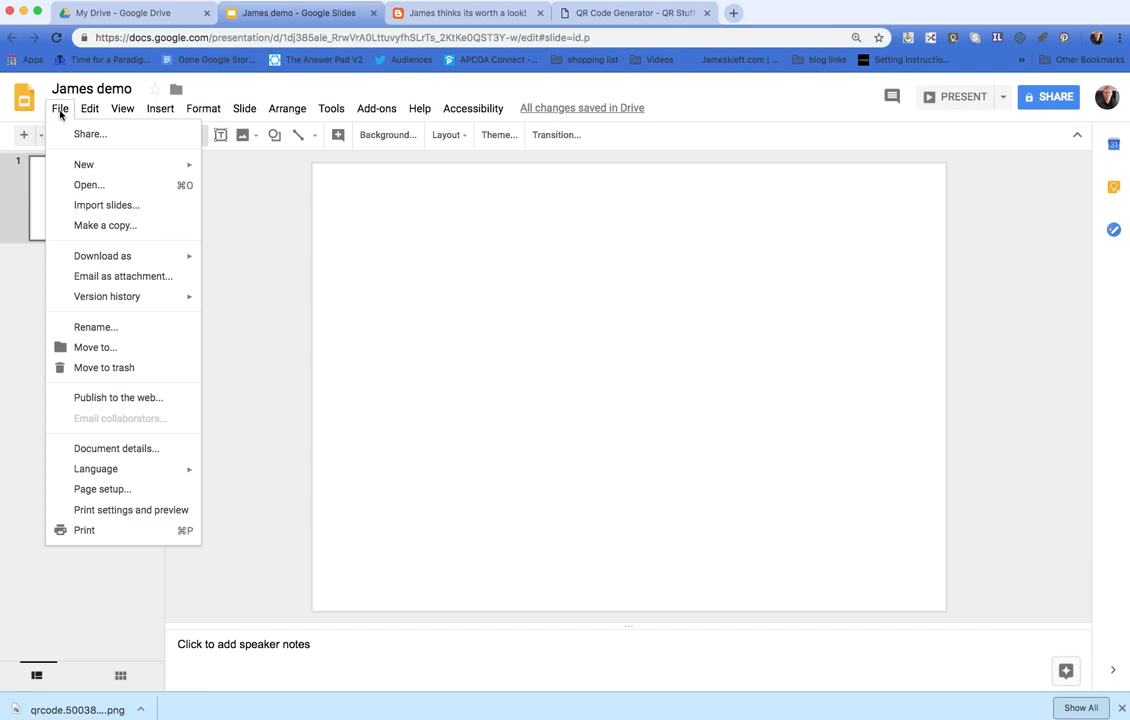 My Drive - Google Drive
James demo - Google Slides
James thinks its worth a look!
QR Code Generator - QR Stuf
https://docs.google.com/presentation/d/1dj385ale_RrwVrA0LttuvyfhSLrTs_2KtKe0QST3Y-w/edit#slide=id.p
Apps
Time for a Paradig...
Gone Google Stor...
The Answer Pad V2
Audiences
APCOA Connect -...
shopping list
Videos
Jameskieft.com ...
blog links
Setting Instructio...
»
Other Bookmarks
James demo
File Edit View Insert Format Slide Arrange Tools Add-ons Help Accessibility
All changes saved in Drive
PRESENT
SHARE
Background...
Layout
Theme...
Transition...
Share...
New
Open... ⌘O
Import slides...
Make a copy...
Download as
Email as attachment...
Version history
Rename...
Move to...
Move to trash
Publish to the web...
Email collaborators...
Document details...
Language
Page setup...
Print settings and preview
Print ⌘P
1
31
Click to add speaker notes
qrcode.50038....png
Show All